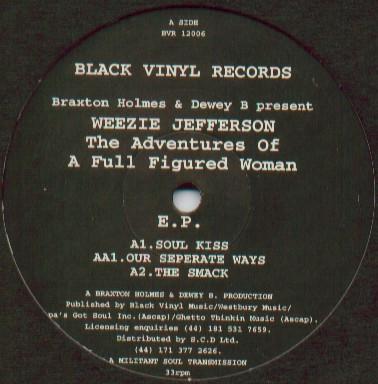 A SIDE
BVR 12006
BLACK VINYL RECORDS
Braxton Holmes & Dewey B present
WEEZIE JEFFERSON
The Adventures Of
A Full Figured Woman
E.P.
A1.SOUL KISS
AA1.OUR SEPERATE WAYS
A2.THE SMACK
A BRAXTON HOLMES & DEWEY B. PRODUCTION
Published by Black Vinyl Music/Westbury Music/
pa's Got Soul Inc.(Ascap)/Ghetto Thinkin Music (Ascap).
Licensing enquiries (44) 181 531 7659.
Distributed by S.C.D Ltd.
(44) 171 377 2626.
A MILITANT SOUL TRANSMISSION
33rpm